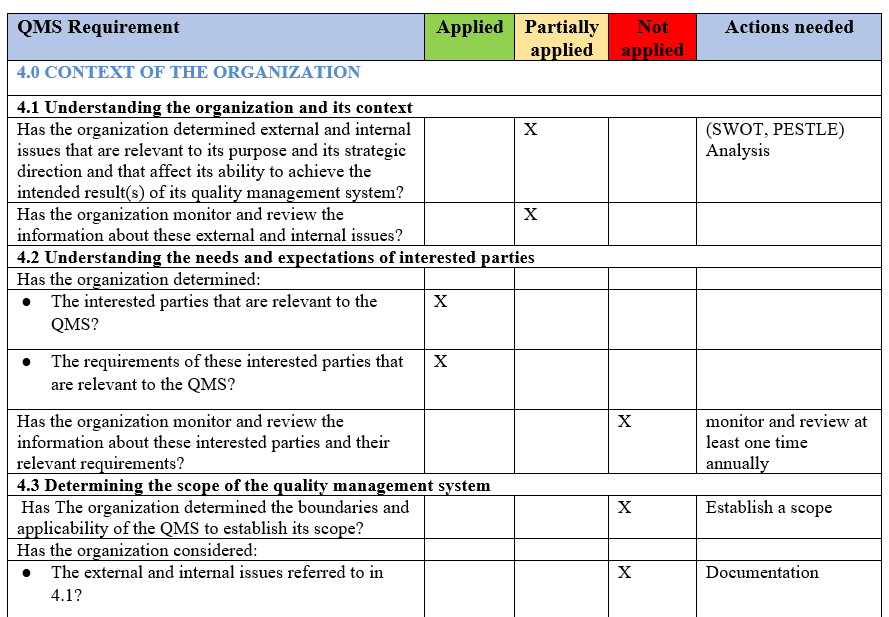 QMS Requirement Applied Partially applied Not applied Actions needed
4.0 CONTEXT OF THE ORGANIZATION
4.1 Understanding the organization and its context
Has the organization determined external and internal X (SWOT, PESTLE)
issues that are relevant to its purpose and its strategic Analysis
direction and that affect its ability to achieve the
intended result(s) of its quality management system?
Has the organization monitor and review the X
information about these external and internal issues?
4.2 Understanding the needs and expectations of interested parties
Has the organization determined:
● The interested parties that are relevant to the X
QMS?
● The requirements of these interested parties that X
are relevant to the QMS?
Has the organization monitor and review the X monitor and review at
information about these interested parties and their least one time
relevant requirements? annually
4.3 Determining the scope of the quality management system
Has The organization determined the boundaries and X Establish a scope
applicability of the QMS to establish its scope?
Has the organization considered:
● The external and internal issues referred to in X Documentation
4.1?